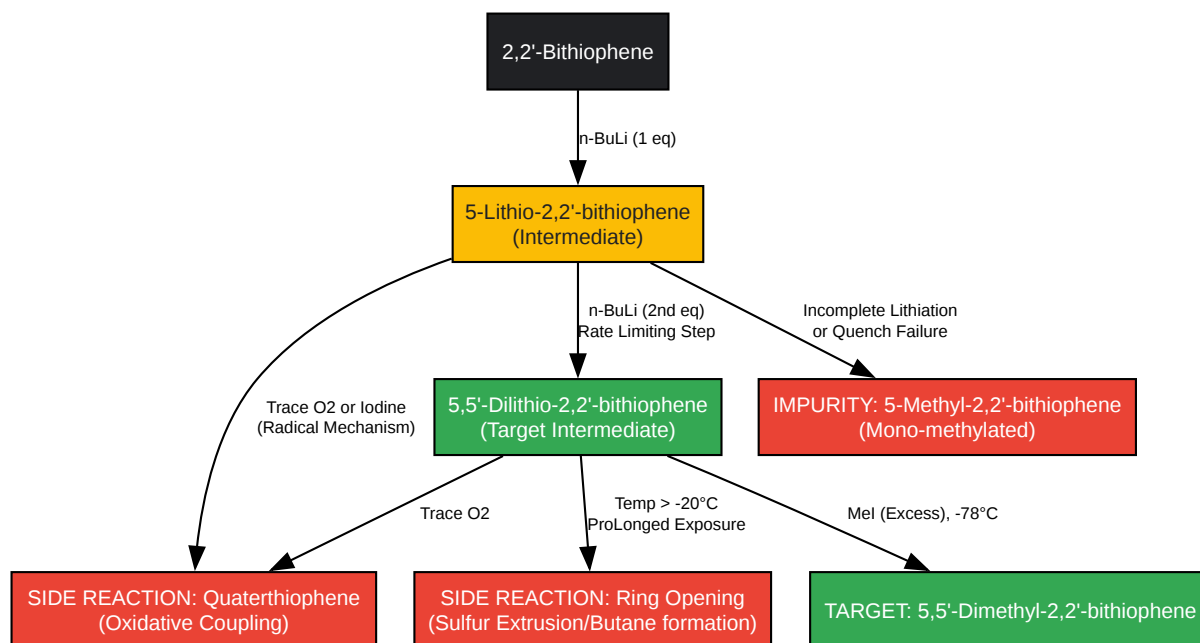 2,2'-Bithiophene
n-BuLi (1 eq)
5-Lithio-2,2'-bithiophene
(Intermediate)
n-BuLi (2nd eq)
Rate Limiting Step
Incomplete Lithiation
or Quench Failure
Trace O2 or Iodine
(Radical Mechanism)
5,5'-Dilithio-2,2'-bithiophene
(Target Intermediate)
IMPURITY: 5-Methyl-2,2'-bithiophene
(Mono-methylated)
Trace O2
Temp > -20°C
ProLonged Exposure
MeI (Excess), -78°C
SIDE REACTION: Quaterthiophene
(Oxidative Coupling)
SIDE REACTION: Ring Opening
(Sulfur Extrusion/Butane formation)
TARGET: 5,5'-Dimethyl-2,2'-bithiophene